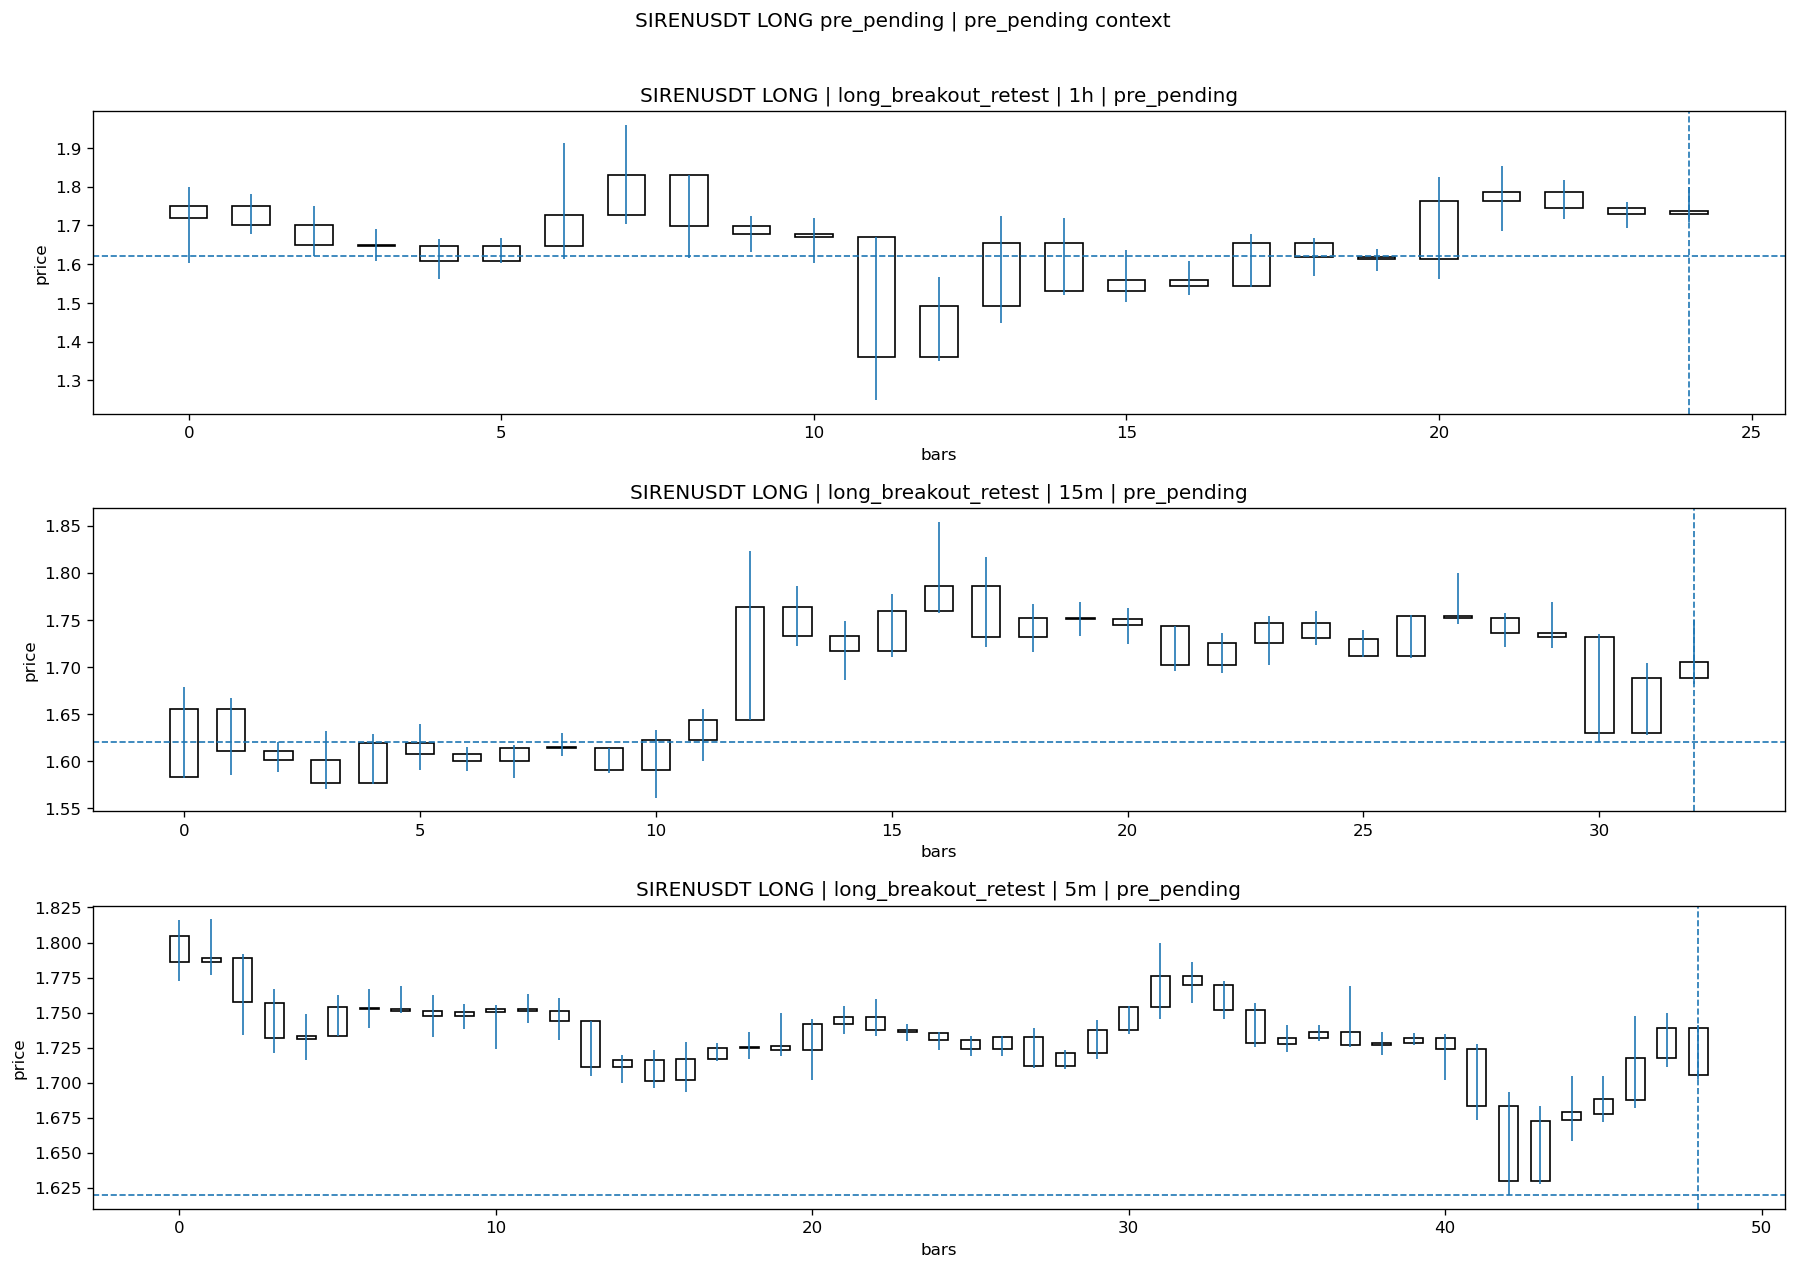 SIRENUSDT LONG pre_pending | pre_pending context
SIRENUSDT LONG | long_breakout_retest | 1h | pre_pending
price
1.9
1.8
1.7
1.6
1.5
1.4
1.3
0 5 10 15 20 25
bars
SIRENUSDT LONG | long_breakout_retest | 15m | pre_pending
price
1.85
1.80
1.75
1.70
1.65
1.60
1.55
0 5 10 15 20 25 30
bars
SIRENUSDT LONG | long_breakout_retest | 5m | pre_pending
price
1.825
1.800
1.775
1.750
1.725
1.700
1.675
1.650
1.625
0 10 20 30 40 50
bars